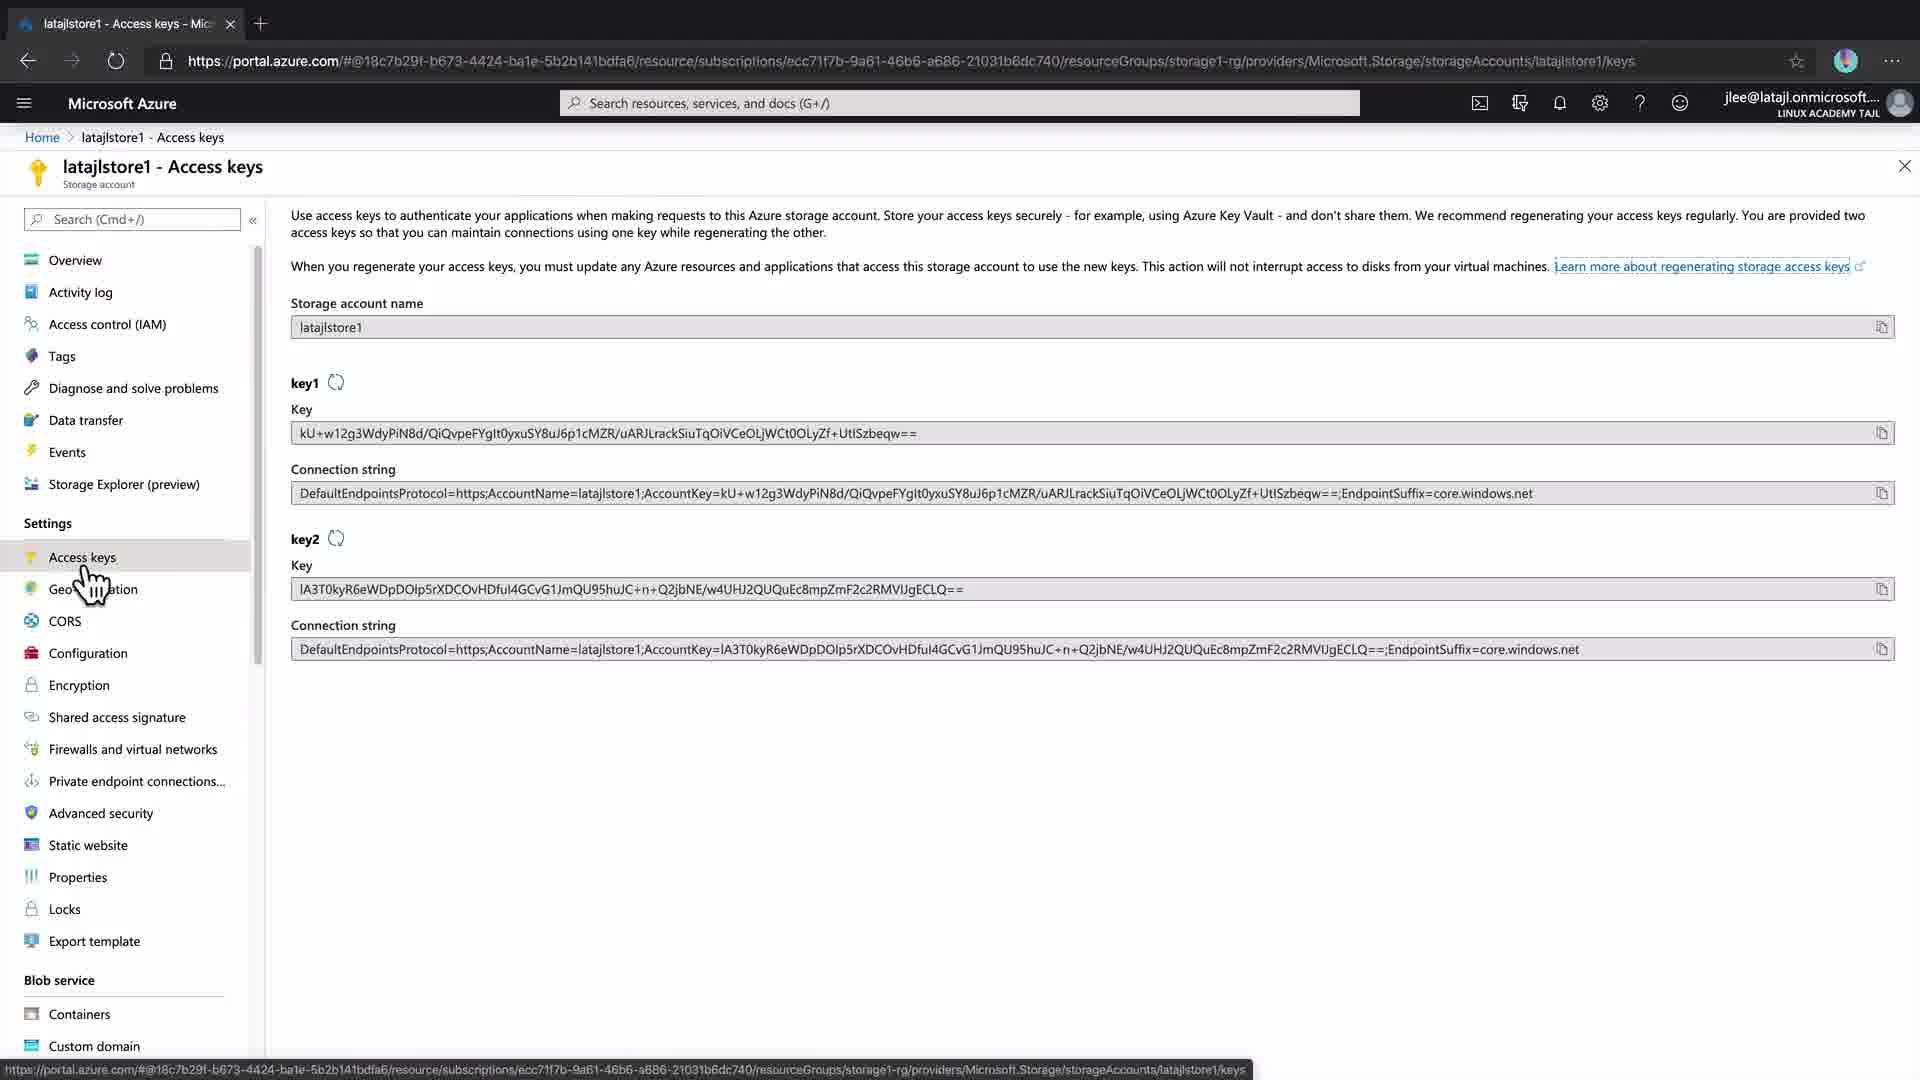 latajlstore1 - Access keys - Mic
https://portal.azure.com/#@18c7b29f-b673-4424-ba1e-5b2b141bdfa6/resource/subscriptions/ecc71f7b-9a61-46b6-a686-21031b6dc740/resourceGroups/storage1-rg/providers/Microsoft.Storage/storageAccounts/latajlstore1/keys
Microsoft Azure
Search resources, services, and docs (G+/)
jlee@latajl.onmicrosoft....
LINUX ACADEMY TAJL
Home > latajlstore1 - Access keys
latajlstore1 - Access keys
Storage account
Search (Cmd+/)
«
Overview
Activity log
Access control (IAM)
Tags
Diagnose and solve problems
Data transfer
Events
Storage Explorer (preview)
Settings
Access keys
CORS
Configuration
Encryption
Shared access signature
Firewalls and virtual networks
Private endpoint connections...
Advanced security
Static website
Properties
Locks
Export template
Blob service
Containers
Custom domain
Use access keys to authenticate your applications when making requests to this Azure storage account. Store your access keys securely - for example, using Azure Key Vault - and don't share them. We recommend regenerating your access keys regularly. You are provided two
access keys so that you can maintain connections using one key while regenerating the other.
When you regenerate your access keys, you must update any Azure resources and applications that access this storage account to use the new keys. This action will not interrupt access to disks from your virtual machines. Learn more about regenerating storage access keys
Storage account name
latajlstore1
key1
Key
kU+w12g3WdyPiN8d/QiQvpeFYgIt0yxuSY8uJ6p1cMZR/uARJLrackSiuTqOiVCeOLjWCt0OLyZf+UtISzbeqw==
Connection string
DefaultEndpointsProtocol=https;AccountName=latajlstore1;AccountKey=kU+w12g3WdyPiN8d/QiQvpeFYgIt0yxuSY8uJ6p1cMZR/uARJLrackSiuTqOiVCeOLjWCt0OLyZf+UtISzbeqw==;EndpointSuffix=core.windows.net
key2
Key
lA3T0kyR6eWDpDOIp5rXDCOvHDfuI4GCvG1JmQU95huJC+n+Q2jbNE/w4UHJ2QUQuEc8mpZmF2c2RMVIJgECLQ==
Connection string
DefaultEndpointsProtocol=https;AccountName=latajlstore1;AccountKey=lA3T0kyR6eWDpDOIp5rXDCOvHDfuI4GCvG1JmQU95huJC+n+Q2jbNE/w4UHJ2QUQuEc8mpZmF2c2RMVIJgECLQ==;EndpointSuffix=core.windows.net
https://portal.azure.com/#@18c7b29f-b673-4424-ba1e-5b2b141bdfa6/resource/subscriptions/ecc71f7b-9a61-46b6-a686-21031b6dc740/resourceGroups/storage1-rg/providers/Microsoft.Storage/storageAccounts/latajlstore1/keys